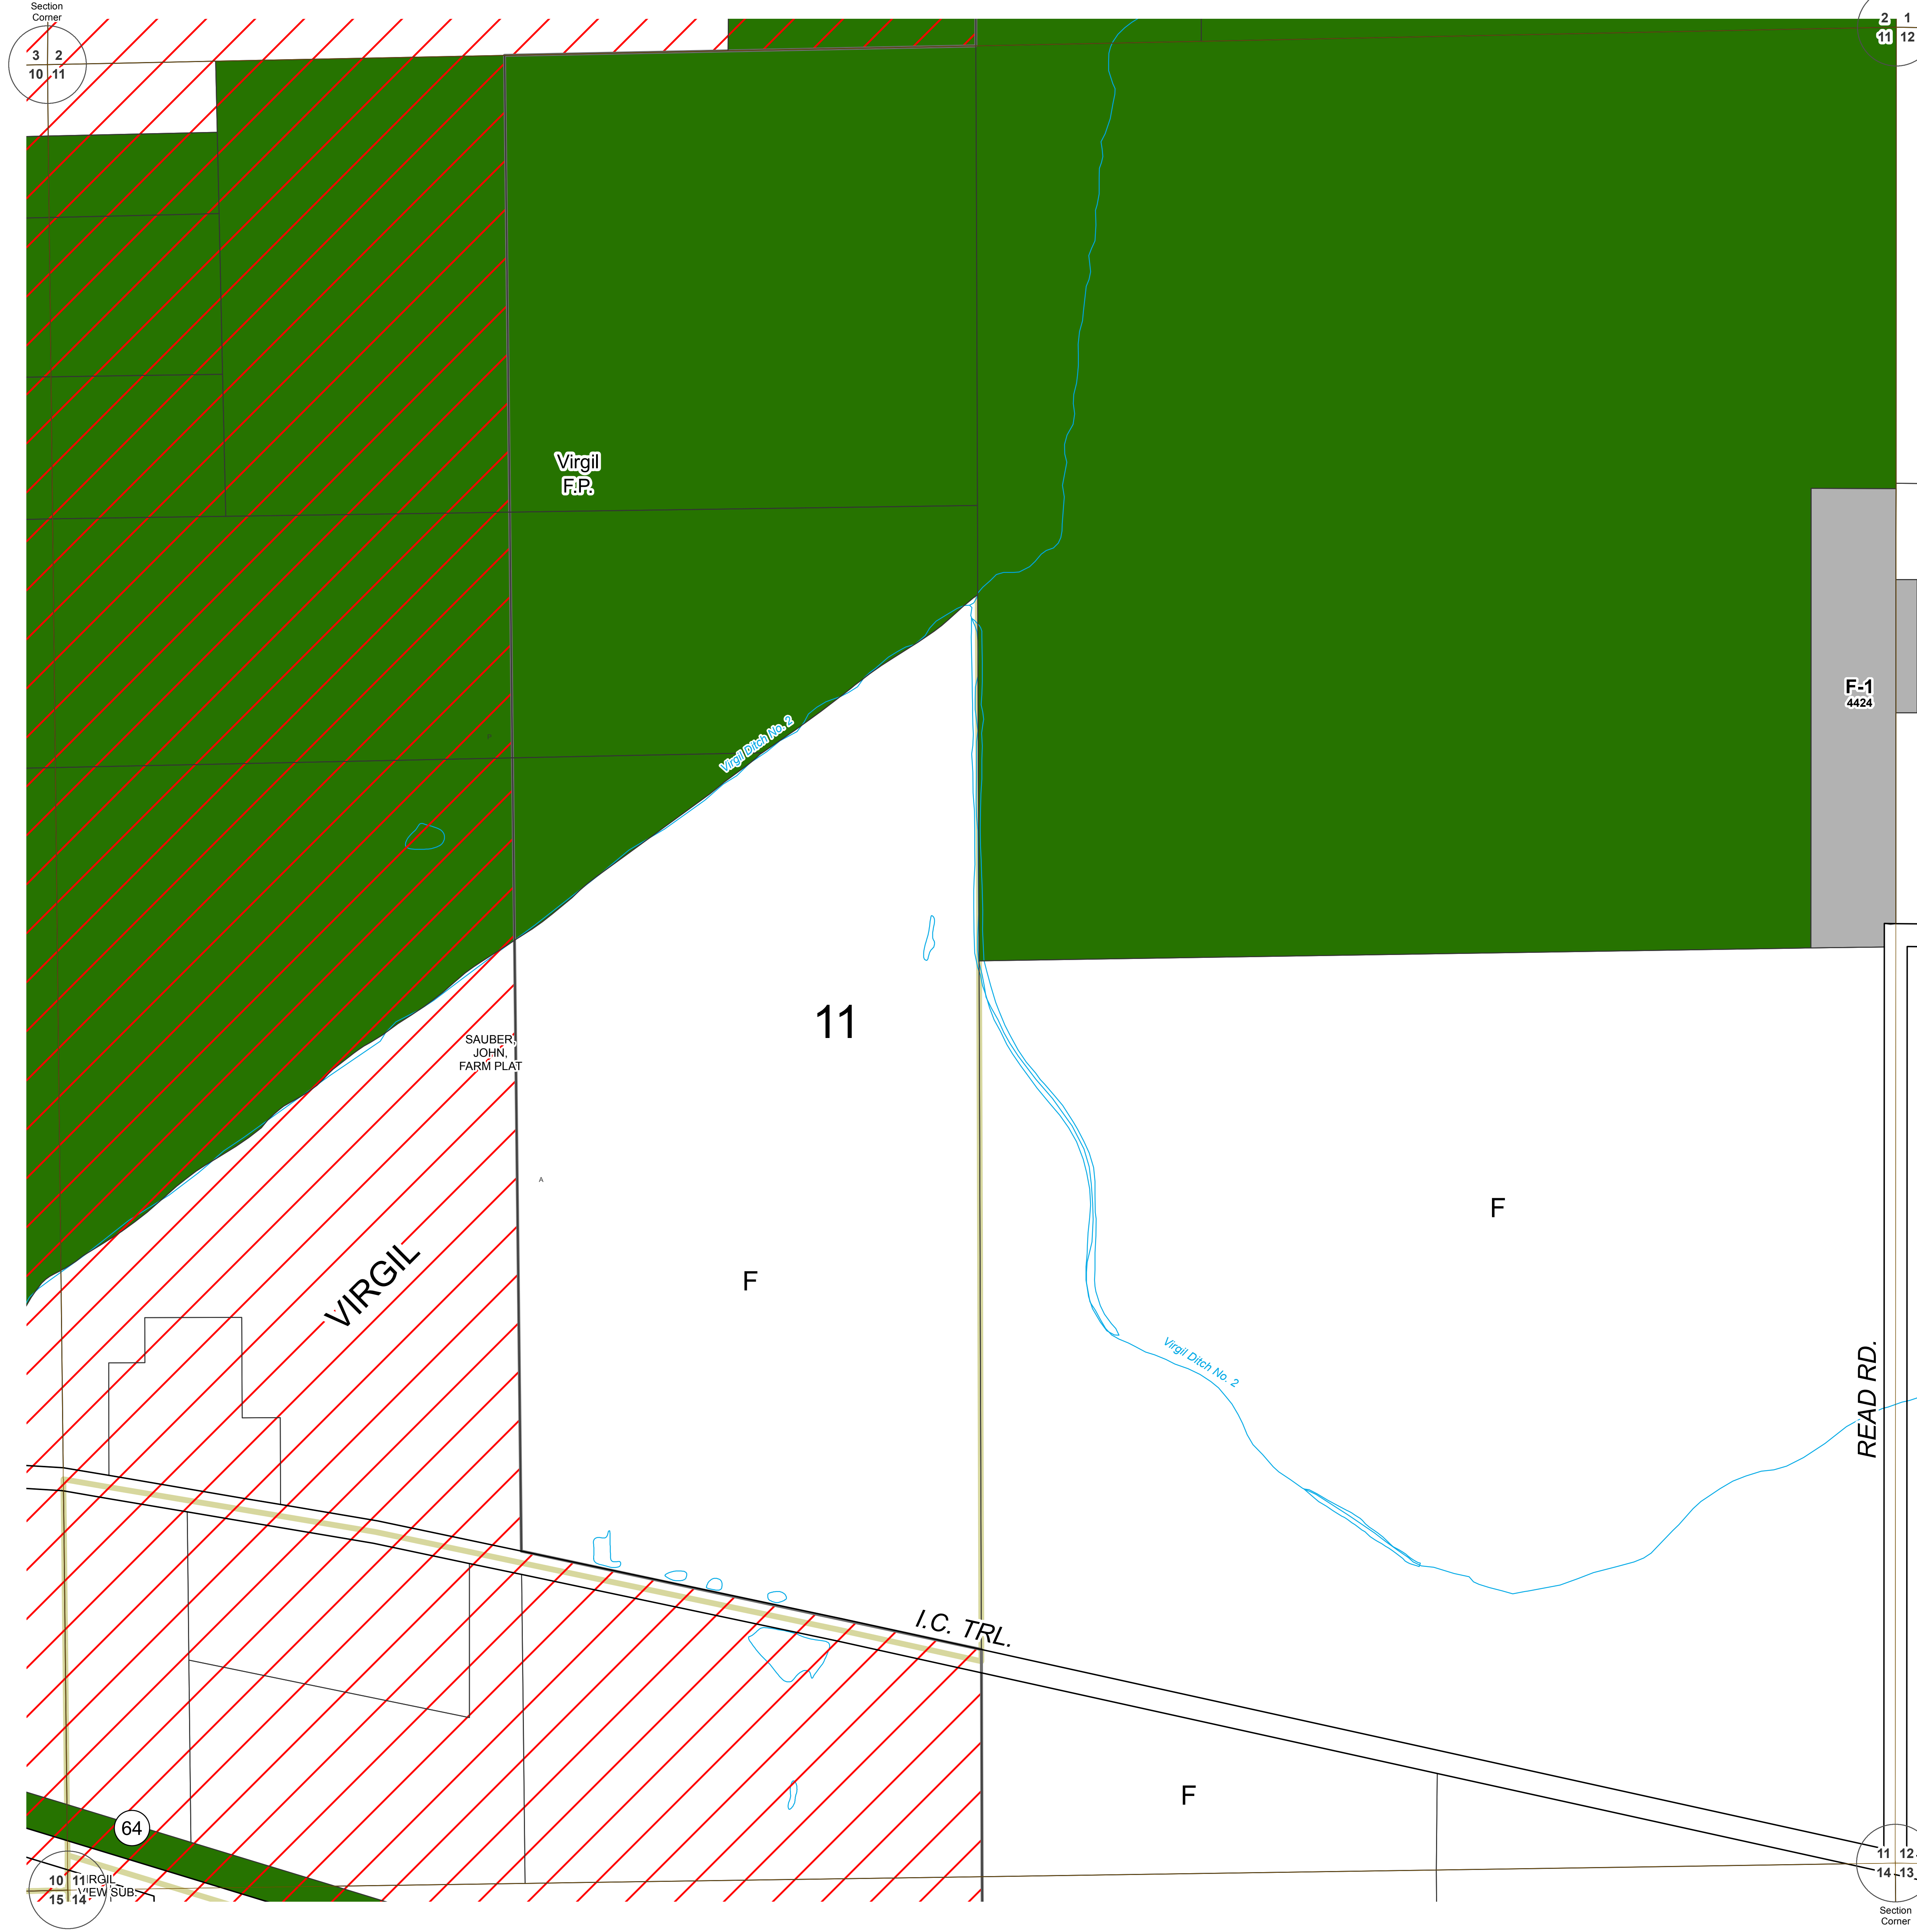 Section
Corner
3 2
10 11
2 1
11 12
Virgil
F.P.
F-1
4424
Virgil Ditch No. 2
11
SAUBER,
JOHN,
FARM PLAT
A
F
VIRGIL
F
Virgil Ditch No. 2
READ RD.
I.C. TRL.
F
64
10 11
15 14
VIEW SUB.
11 12
14 13
Section
Corner